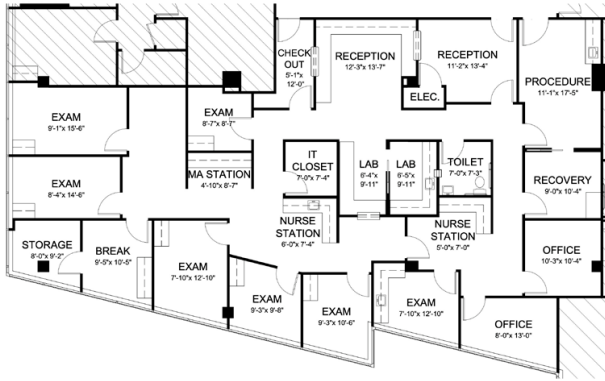 CHECK
OUT
5'-1"x
12'-0"
RECEPTION
12'-3"x 13'-7"
RECEPTION
11'-2"x 13'-4"
ELEC.
PROCEDURE
11'-1"x 17'-5"
EXAM
9'-1"x 15'-6"
EXAM
8'-7"x 8'-7"
MA STATION
4'-10"x 8'-7"
IT
CLOSET
7'-0"x 7'-4"
LAB
6'-4"x
9'-11"
LAB
6'-5"x
9'-11"
TOILET
7'-0"x 7'-3"
RECOVERY
9'-0"x 10'-4"
EXAM
8'-4"x 14'-6"
NURSE
STATION
6'-0"x 7'-4"
NURSE
STATION
5'-0"x 7'-0"
STORAGE
8'-0"x 9'-2"
BREAK
9'-5"x 10'-5"
EXAM
7'-10"x 12'-10"
EXAM
9'-3"x 9'-8"
EXAM
9'-3"x 10'-6"
EXAM
7'-10"x 12'-10"
OFFICE
10'-3"x 10'-4"
OFFICE
8'-0"x 13'-0"